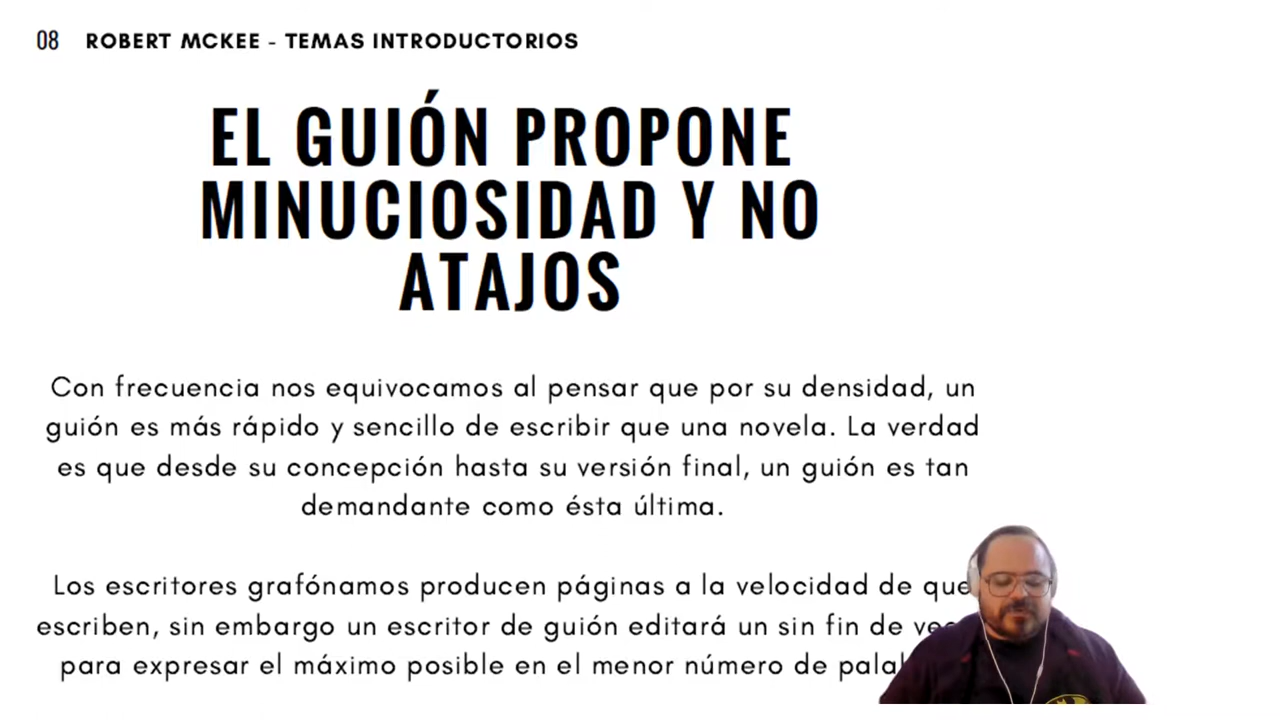 08 ROBERT MCKEE - TEMAS INTRODUCTORIOS
EL GUIÓN PROPONE
MINUCIOSIDAD Y NO
ATAJOS
Con frecuencia nos equivocamos al pensar que por su densidad, un
guión es más rápido y sencillo de escribir que una novela. La verdad
es que desde su concepción hasta su versión final, un guión es tan
demandante como ésta última.
Los escritores grafónamos producen páginas a la velocidad de que
escriben, sin embargo un escritor de guión editará un sin fin de
para expresar el máximo posible en el menor número de